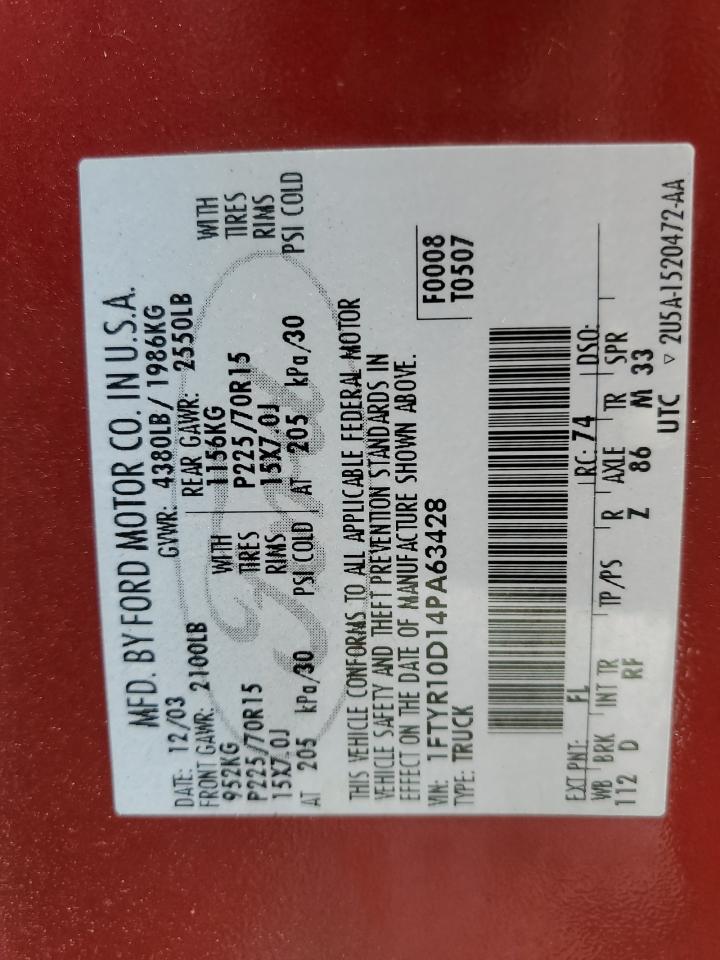 MFD. BY FORD MOTOR CO. IN U.S.A.
DATE: 12/03 GVWR: 4380LB / 1986KG
FRONT GAWR: 2100LB REAR GAWR: 2550LB
952KG WITH 1156KG WITH
P225/70R15 TIRES P225/70R15 TIRES
15X7.0J RIMS 15X7.0J RIMS
AT 205 kPa/30 PSI COLD AT 205 kPa/30 PSI COLD
Ford
THIS VEHICLE CONFORMS TO ALL APPLICABLE FEDERAL MOTOR
VEHICLE SAFETY AND THEFT PREVENTION STANDARDS IN
EFFECT ON THE DATE OF MANUFACTURE SHOWN ABOVE.
VIN: 1FTYR10D14PA63428
TYPE: TRUCK
F0008
T0507
EXT PNT: FL RC: 74 DSO:
WB BRK INT TR TP/PS R AXLE TR SPR
112 D RF Z 86 M 33
UTC ▽ 2U5A-1520472-AA